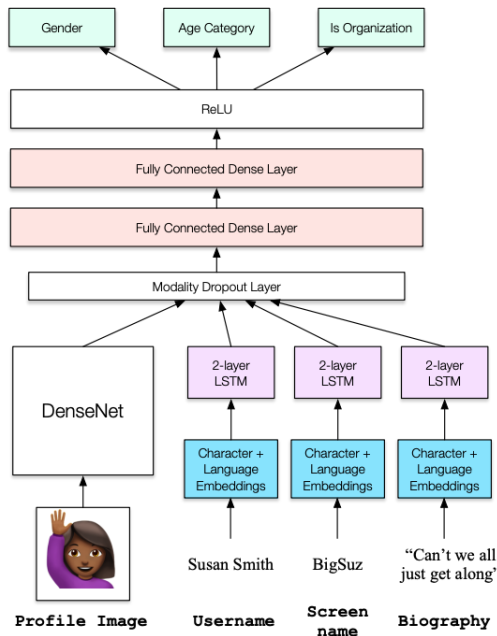 Gender
Age Category
Is Organization
ReLU
Fully Connected Dense Layer
Fully Connected Dense Layer
Modality Dropout Layer
DenseNet
2-layer
LSTM
2-layer
LSTM
2-layer
LSTM
Character +
Language
Embeddings
Character +
Language
Embeddings
Character +
Language
Embeddings
Susan Smith
BigSuz
“Can’t we all
just get along’
Profile Image
Username
Screen
name
Biography